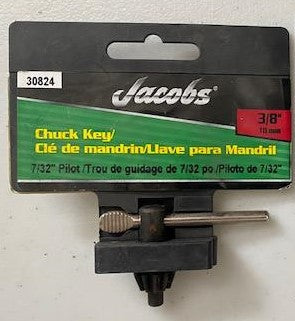 30824
Jacobs®
3/8"
10 mm
Chuck Key/
Clé de mandrin/Llave para Mandril
7/32" Pilot/Trou de guidage de 7/32 po/Piloto de 7/32"